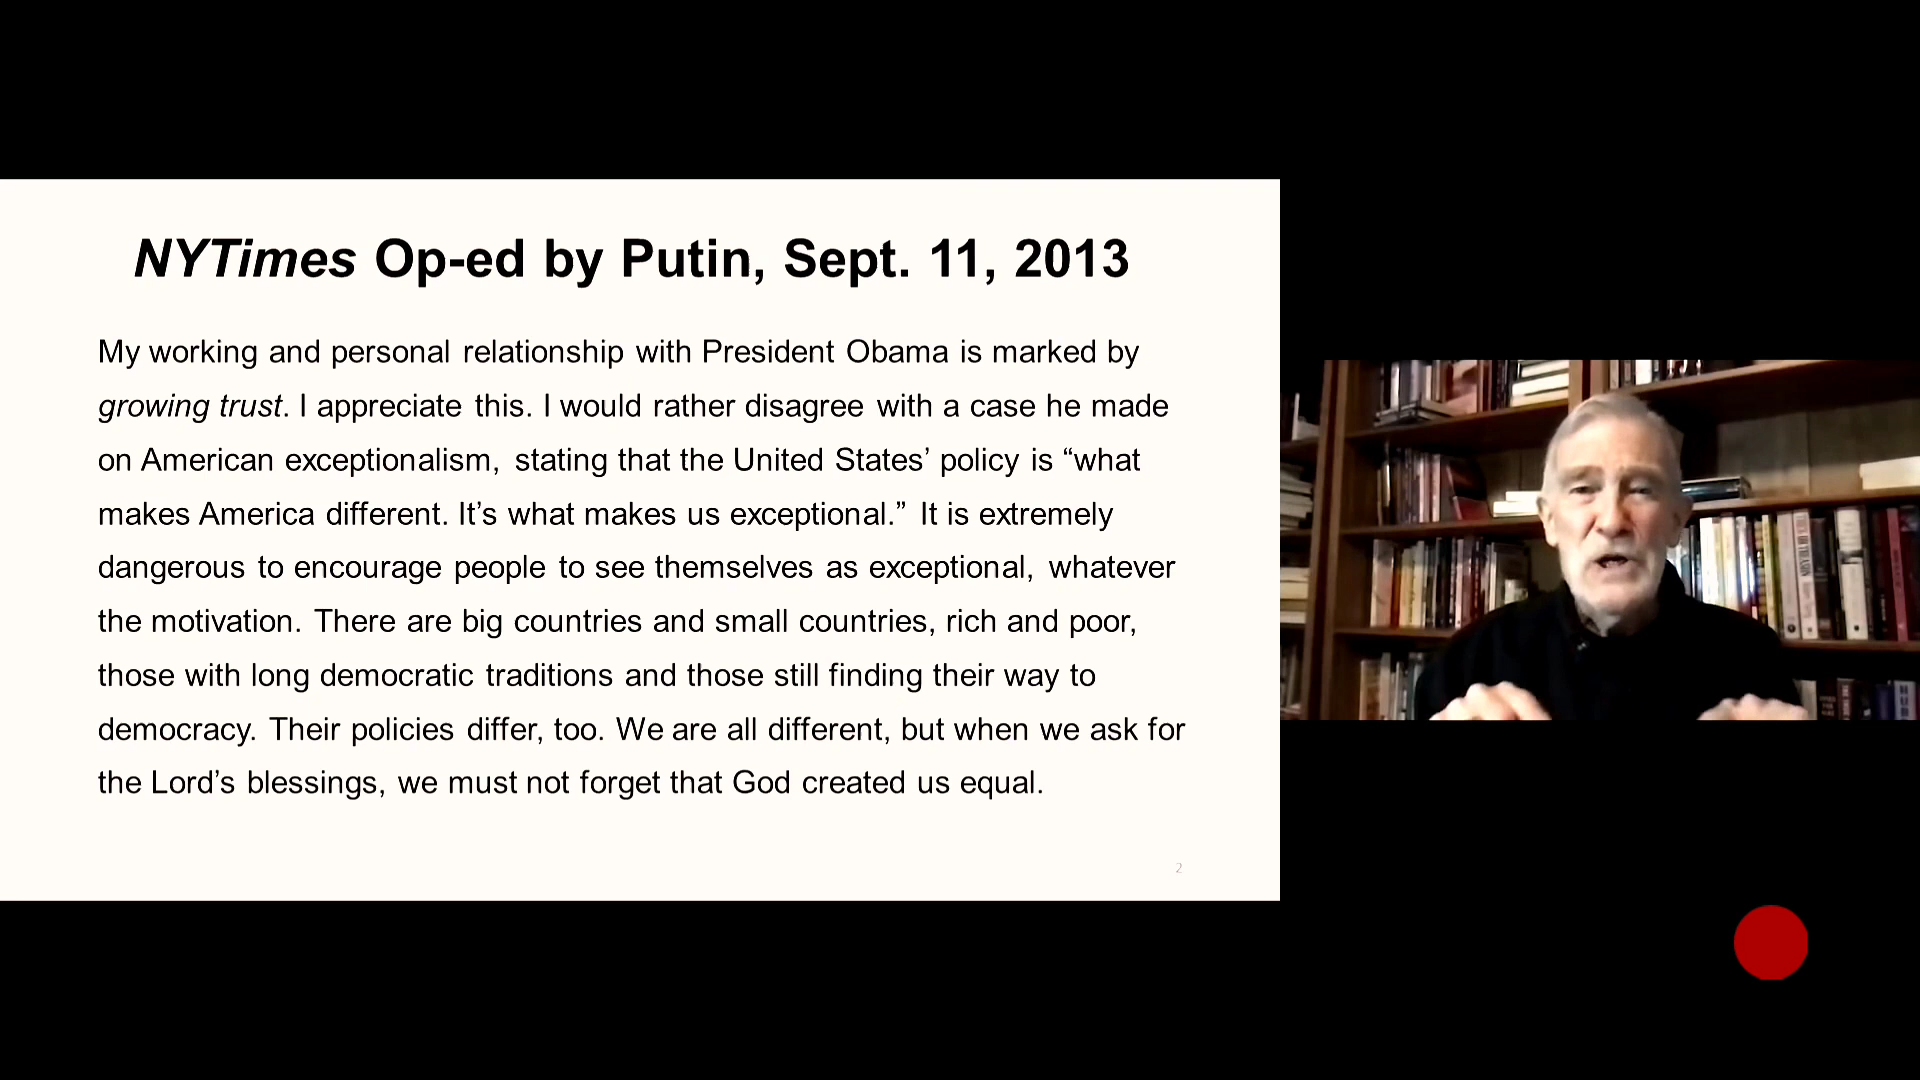 NYTimes Op-ed by Putin, Sept. 11, 2013
My working and personal relationship with President Obama is marked by
growing trust. I appreciate this. I would rather disagree with a case he made
on American exceptionalism, stating that the United States’ policy is “what
makes America different. It’s what makes us exceptional.” It is extremely
dangerous to encourage people to see themselves as exceptional, whatever
the motivation. There are big countries and small countries, rich and poor,
those with long democratic traditions and those still finding their way to
democracy. Their policies differ, too. We are all different, but when we ask for
the Lord’s blessings, we must not forget that God created us equal.
2